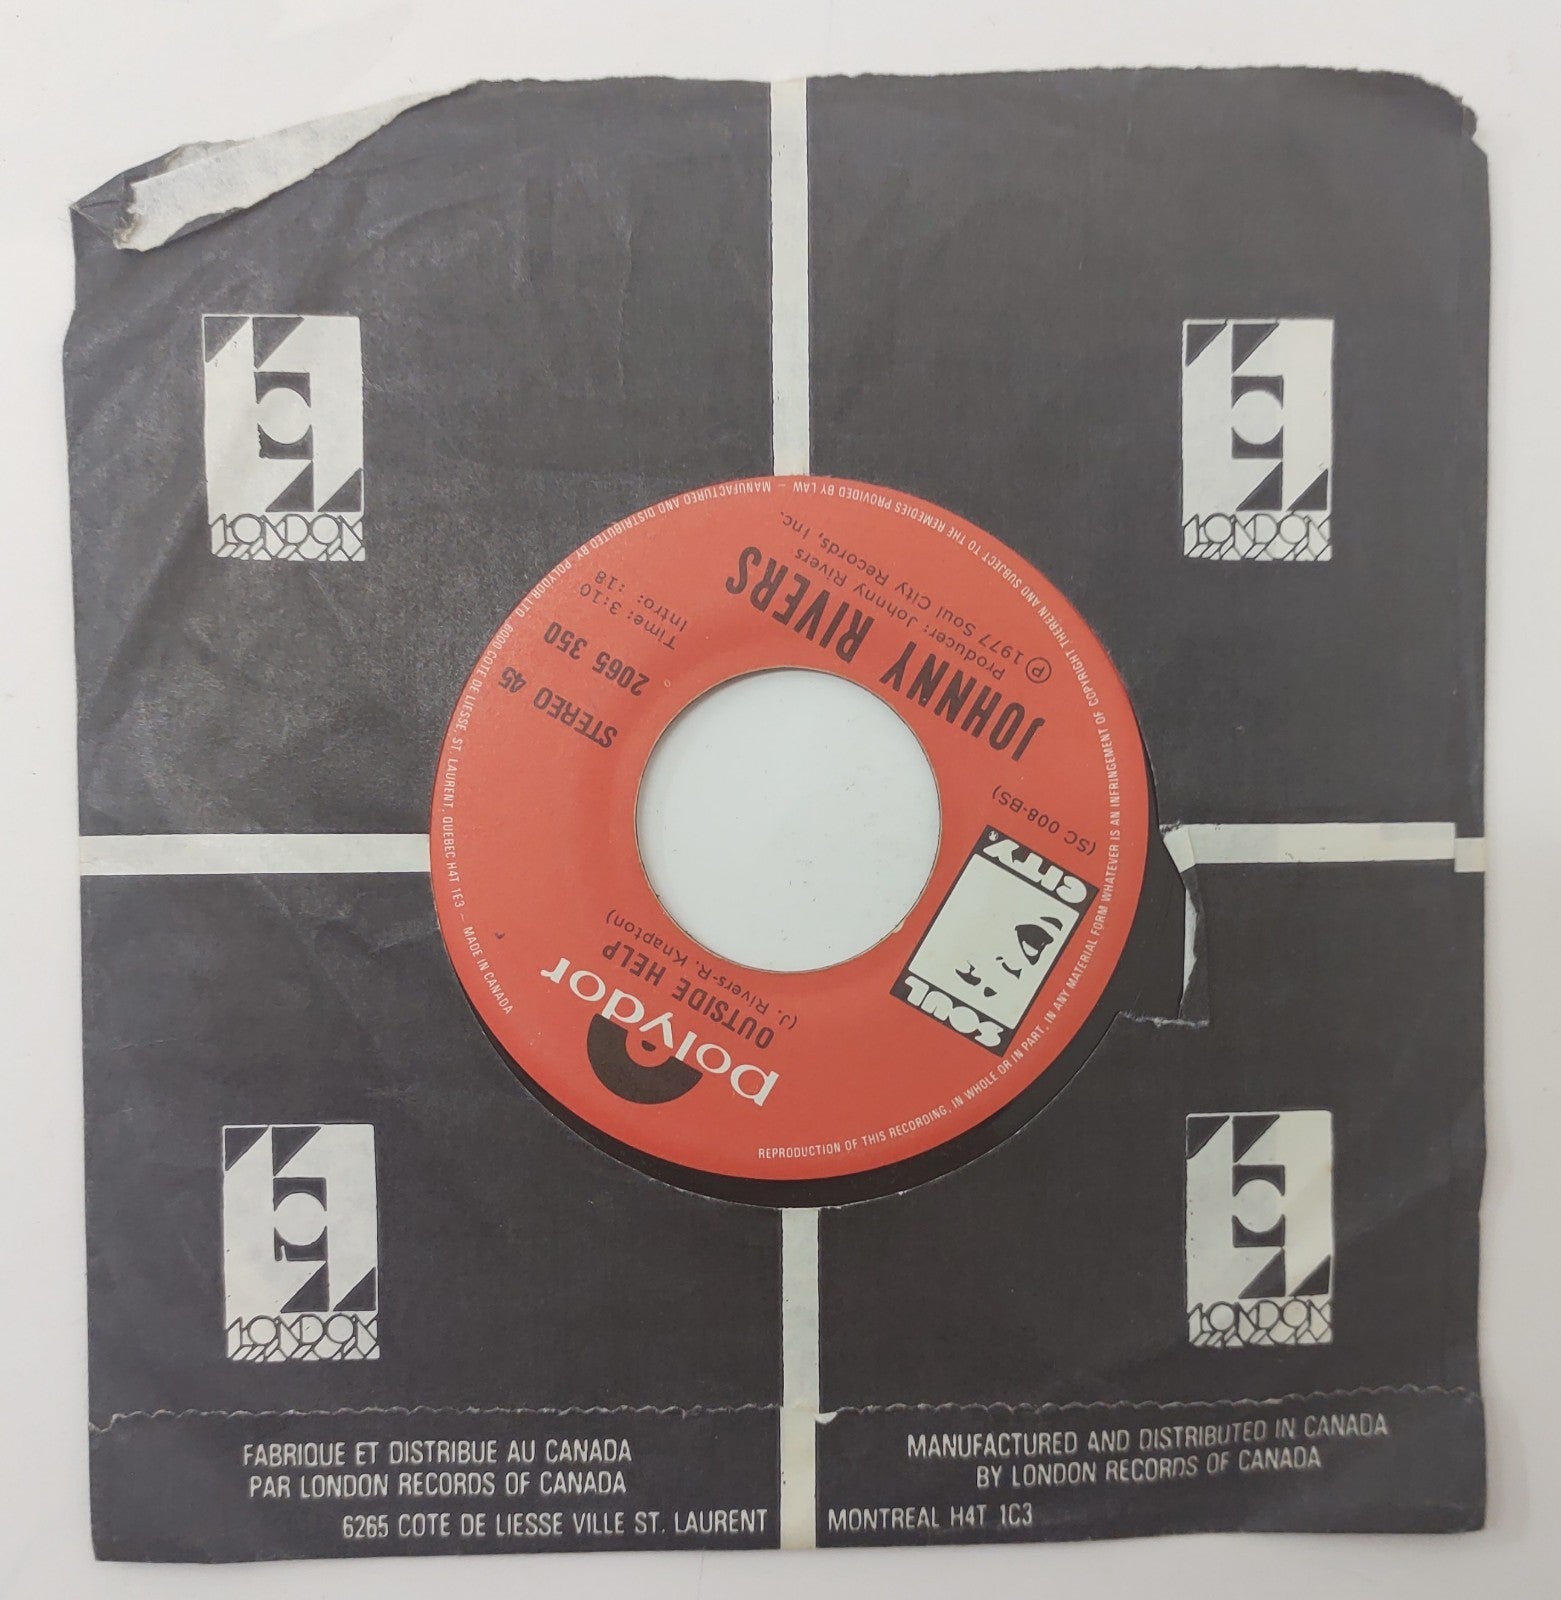 polydor
OUTSIDE HELP
(J. Rivers-R. Knapton)
SOUL
CITY®
(SC 008-BS)
STEREO 45
2065 350
Time: 3:10
Intro: :18
JOHNNY RIVERS
Producer: Johnny Rivers
℗ 1977 Soul City Records, Inc.
REPRODUCTION OF THIS RECORDING, IN WHOLE OR IN PART, IN ANY MATERIAL FORM WHATEVER IS AN INFRINGEMENT OF COPYRIGHT THEREIN AND SUBJECT TO THE REMEDIES PROVIDED BY LAW – MANUFACTURED AND DISTRIBUTED BY POLYDOR LTD., 6000 COTE DE LIESSE, ST. LAURENT, QUEBEC H4T 1E3 – MADE IN CANADA
LONDON
LONDON
LONDON
LONDON
FABRIQUE ET DISTRIBUE AU CANADA
PAR LONDON RECORDS OF CANADA
6265 COTE DE LIESSE VILLE ST. LAURENT
MANUFACTURED AND DISTRIBUTED IN CANADA
BY LONDON RECORDS OF CANADA
MONTREAL H4T 1C3